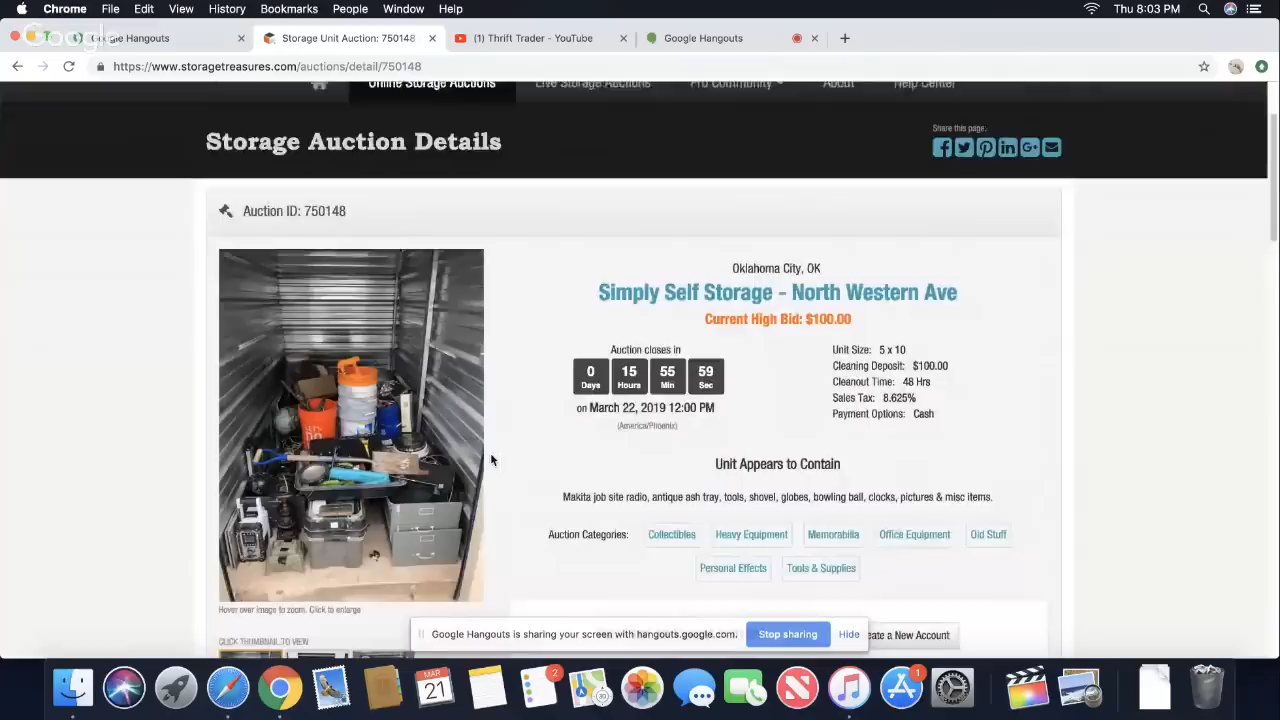 Chrome File Edit View History Bookmarks People Window Help Thu 8:03 PM
Google Hangouts Storage Unit Auction: 750148 (1) Thrift Trader - YouTube Google Hangouts
https://www.storagetreasures.com/auctions/detail/750148
Online Storage Auctions Live Storage Auctions Pro Community About Help Center
Storage Auction Details
Share this page:
Auction ID: 750148
Oklahoma City, OK
Simply Self Storage - North Western Ave
Current High Bid: $100.00
Auction closes in
0 15 55 59
Days Hours Min Sec
on March 22, 2019 12:00 PM
(America/Phoenix)
Unit Size: 5 x 10
Cleaning Deposit: $100.00
Cleanout Time: 48 Hrs
Sales Tax: 8.625%
Payment Options: Cash
Unit Appears to Contain
Makita job site radio, antique ash tray, tools, shovel, globes, bowling ball, clocks, pictures & misc items.
Auction Categories: Collectibles Heavy Equipment Memorabilia Office Equipment Old Stuff
Personal Effects Tools & Supplies
Hover over image to zoom. Click to enlarge
CLICK THUMBNAIL TO VIEW
Google Hangouts is sharing your screen with hangouts.google.com. Stop sharing Hide
eate a New Account
MAR
21
2
1